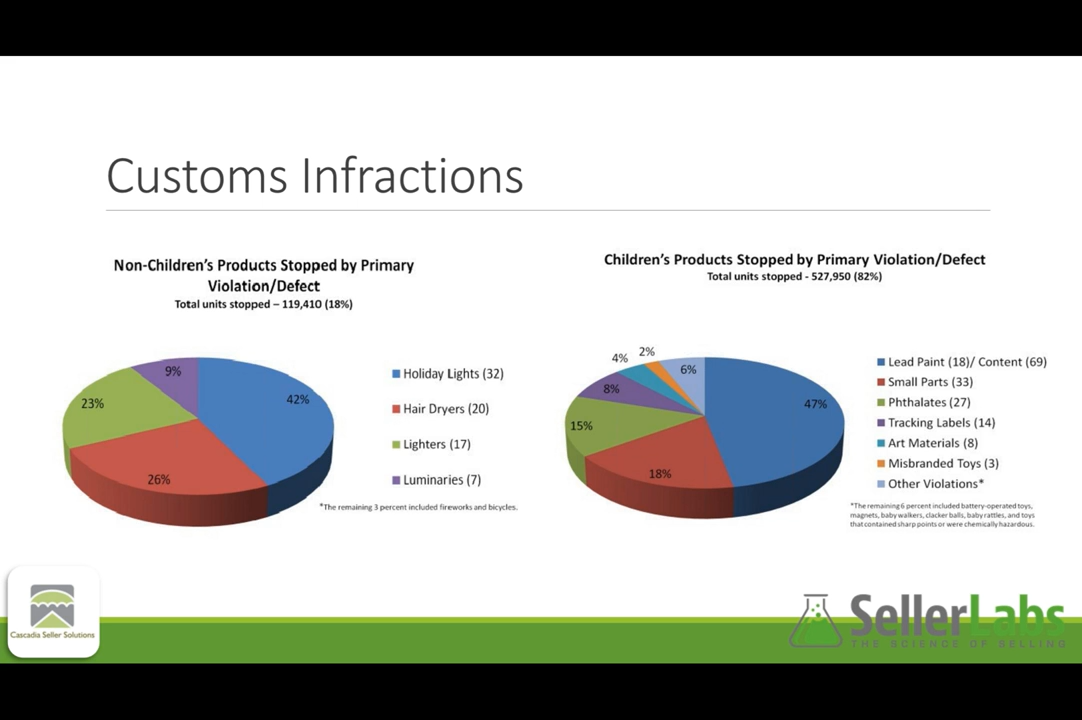 Customs Infractions
Non-Children's Products Stopped by Primary
Violation/Defect
Total units stopped – 119,410 (18%)
9%
42%
23%
26%
Holiday Lights (32)
Hair Dryers (20)
Lighters (17)
Luminaries (7)
*The remaining 3 percent included fireworks and bicycles.
Children's Products Stopped by Primary Violation/Defect
Total units stopped - 527,950 (82%)
4%
2%
6%
8%
47%
15%
18%
Lead Paint (18)/ Content (69)
Small Parts (33)
Phthalates (27)
Tracking Labels (14)
Art Materials (8)
Misbranded Toys (3)
Other Violations*
*The remaining 6 percent included battery-operated toys,
magnets, baby walkers, clacker balls, baby rattles, and toys
that contained sharp points or were chemically hazardous.
Cascadia Seller Solutions
SellerLabs
THE SCIENCE OF SELLING